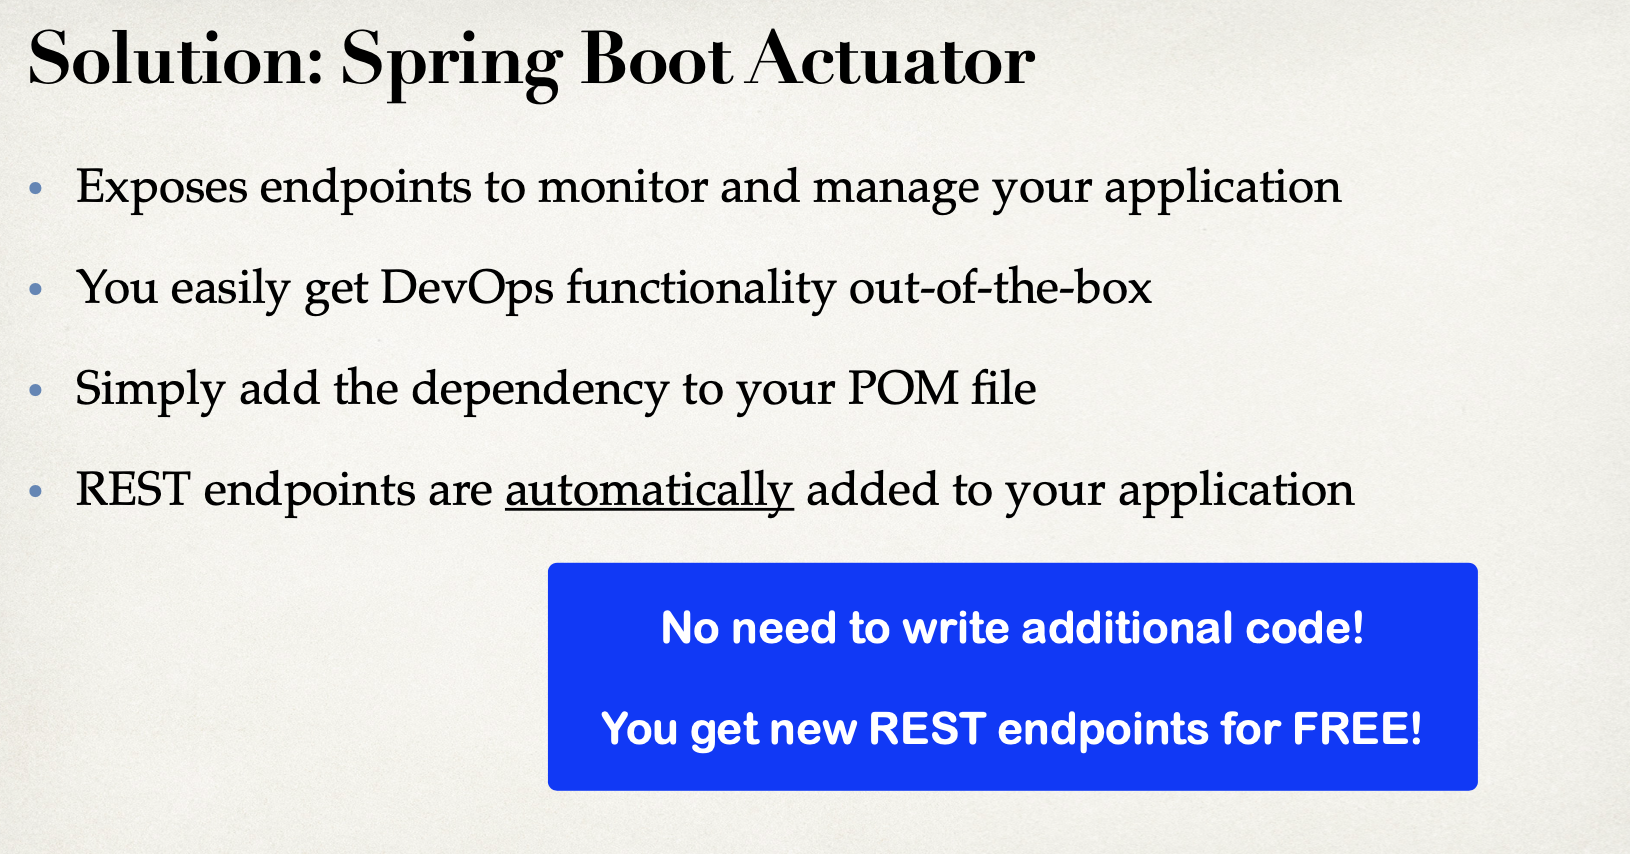 Solution: Spring Boot Actuator
• Exposes endpoints to monitor and manage your application
• You easily get DevOps functionality out-of-the-box
• Simply add the dependency to your POM file
• REST endpoints are automatically added to your application
No need to write additional code!
You get new REST endpoints for FREE!